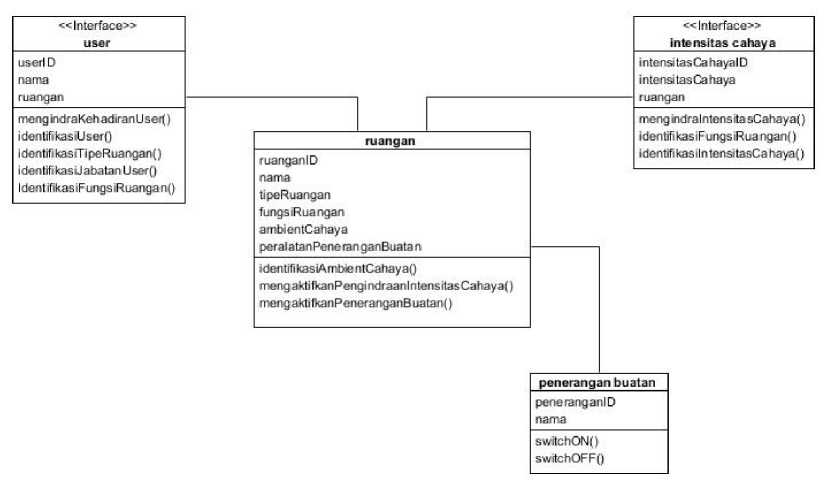 <<Interface>>
user
userID
nama
ruangan
mengindraKehadiranUser()
identifikasiUser()
identifikasiTipeRuangan()
identifikasiJabatanUser()
IdentifikasiFungsiRuangan()
<<Interface>>
intensitas cahaya
intensitasCahayaID
intensitasCahaya
ruangan
mengindraIntensitasCahaya()
identifikasiFungsiRuangan()
identifikasiIntensitasCahaya()
ruangan
ruanganID
nama
tipeRuangan
fungsiRuangan
ambientCahaya
peralatanPeneranganBuatan
identifikasiAmbientCahaya()
mengaktifkanPengindraanIntensitasCahaya()
mengaktifkanPeneranganBuatan()
penerangan buatan
peneranganID
nama
switchON()
switchOFF()